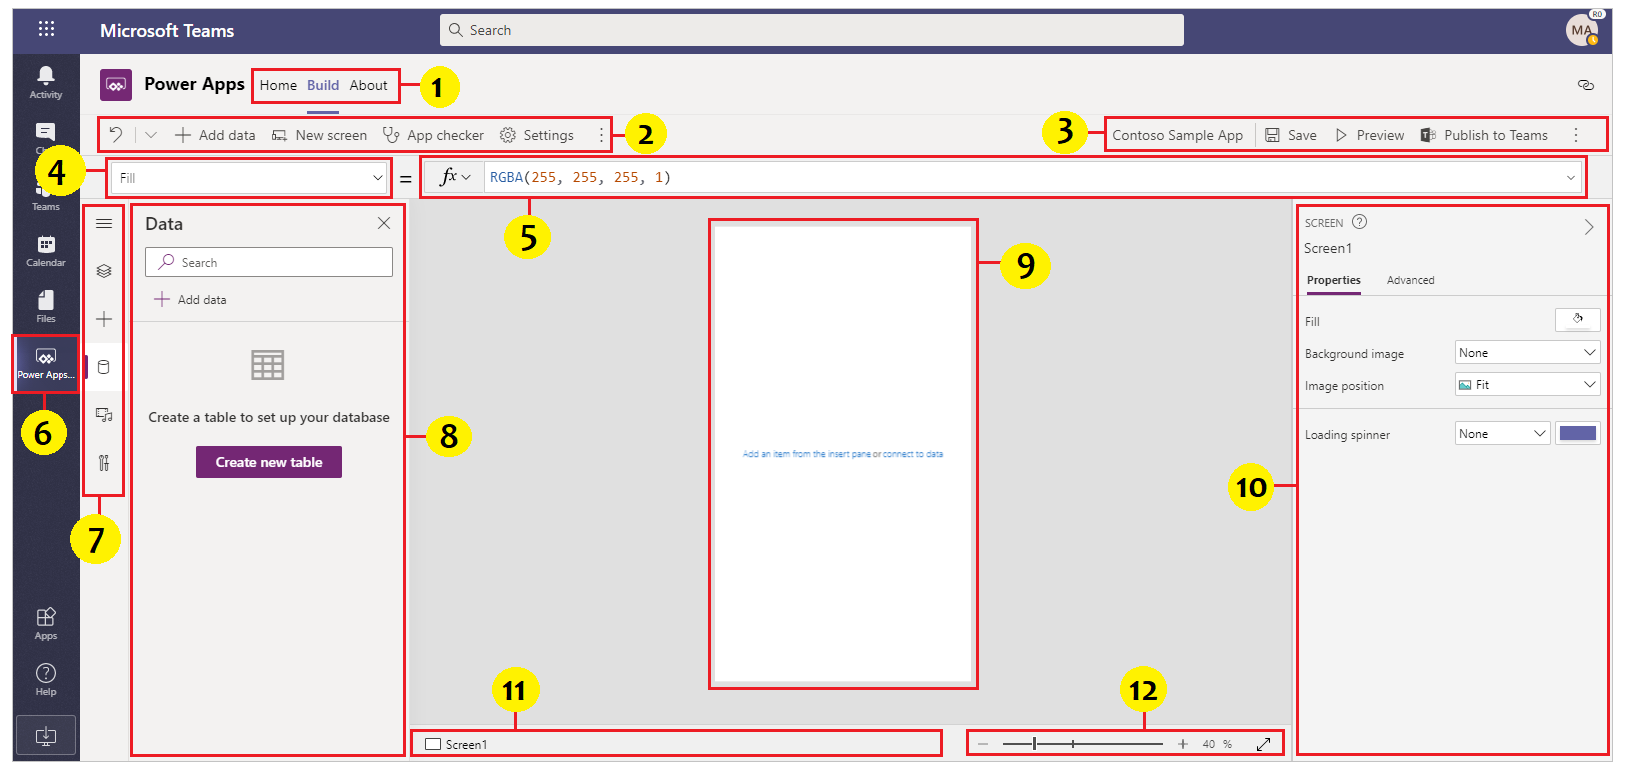 Microsoft Teams
Search
R0
MA
Activity
Power Apps
Home Build About
1
Add data New screen App checker Settings
2
3
Contoso Sample App Save Preview Publish to Teams
4
Fill
=
fx
RGBA(255, 255, 255, 1)
5
Teams
Calendar
Files
Power Apps...
6
7
Apps
Help
Data
Search
Add data
Create a table to set up your database
Create new table
8
Add an item from the insert pane or connect to data
9
SCREEN
Screen1
Properties Advanced
Fill
Background image None
Image position Fit
Loading spinner None
10
11
Screen1
12
40 %